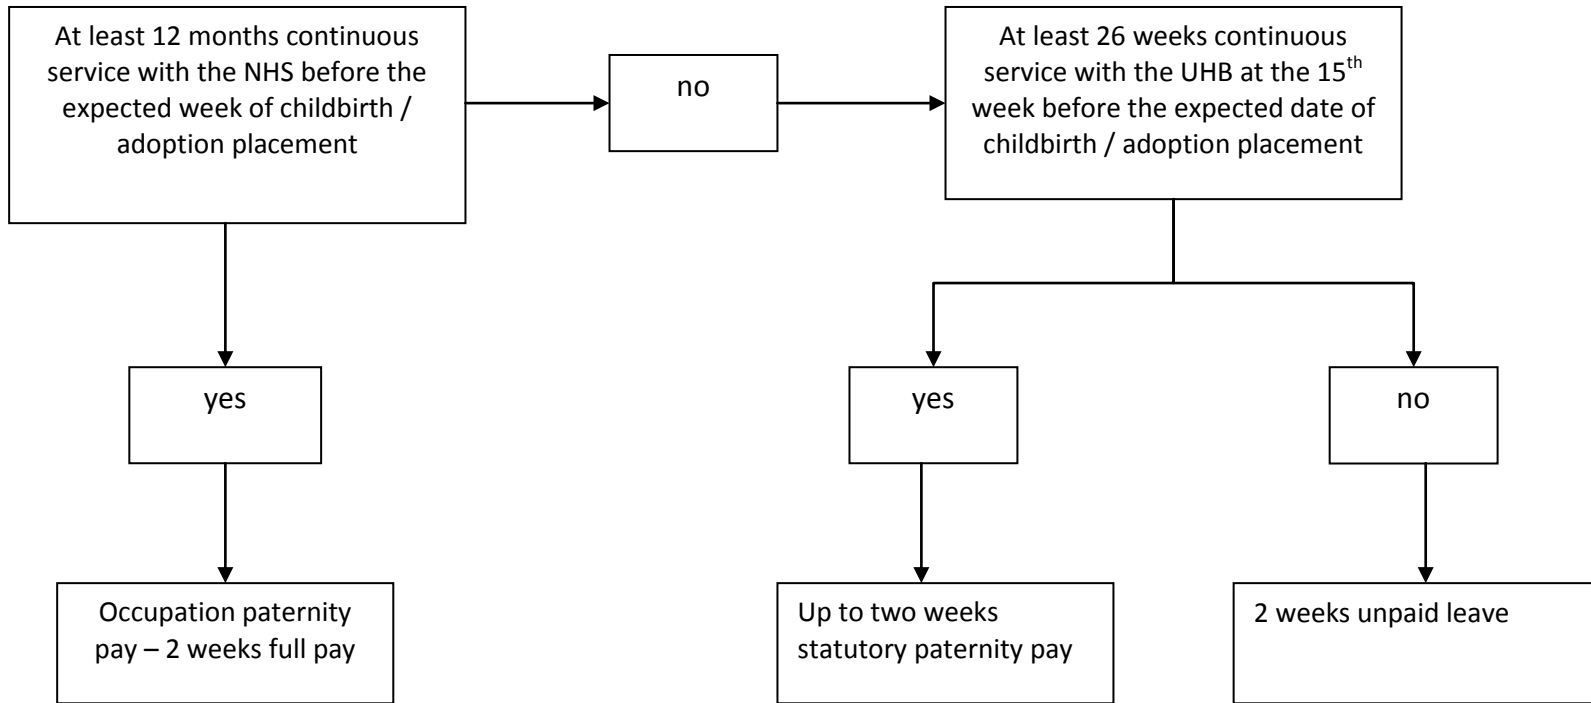 At least 12 months continuous
service with the NHS before the
expected week of childbirth /
adoption placement
no
At least 26 weeks continuous
service with the UHB at the 15th
week before the expected date of
childbirth / adoption placement
yes
yes
no
Occupation paternity
pay – 2 weeks full pay
Up to two weeks
statutory paternity pay
2 weeks unpaid leave